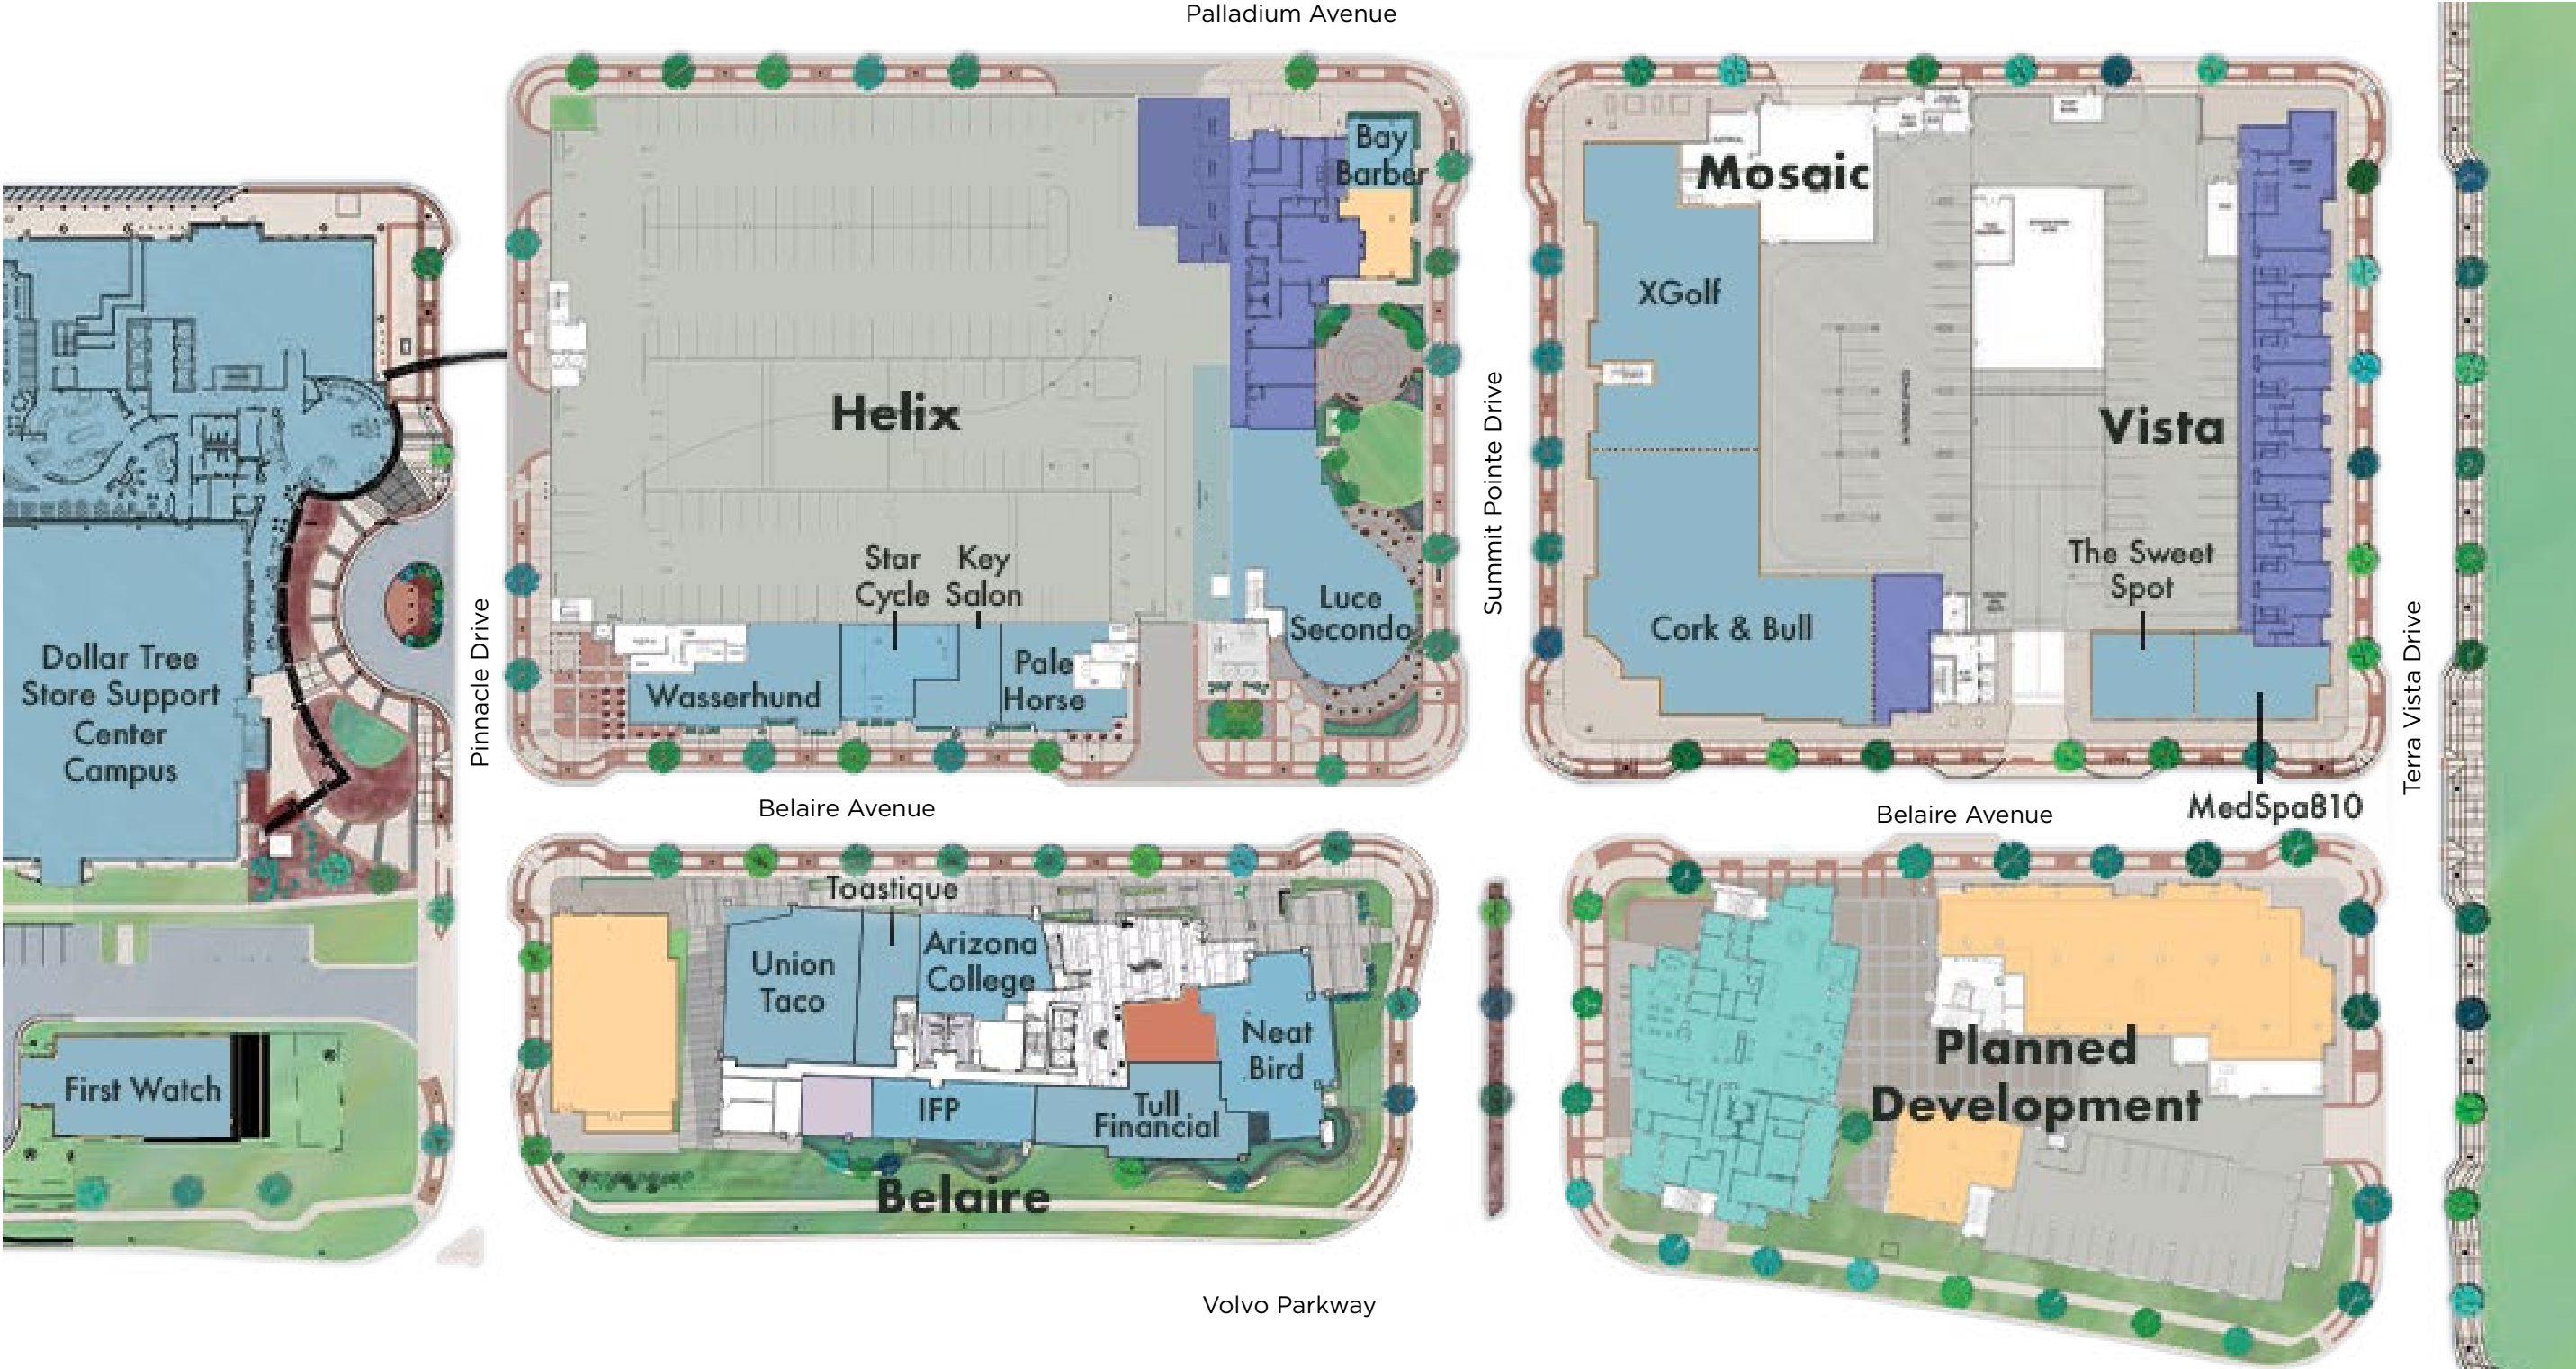 Palladium Avenue
Bay
Barber
Mosaic
XGolf
Helix
Vista
Summit Pointe Drive
Star
Cycle
Key
Salon
The Sweet
Spot
Luce
Secondo
Cork & Bull
Dollar Tree
Store Support
Center
Campus
Pinnacle Drive
Wasserhund
Pale
Horse
Terra Vista Drive
Belaire Avenue
Belaire Avenue
MedSpa810
Toastique
Union
Taco
Arizona
College
Neat
Bird
First Watch
IFP
Tull
Financial
Planned
Development
Belaire
Volvo Parkway